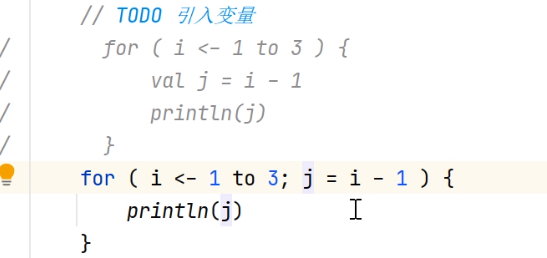 // TODO 引入变量
/ for ( i <- 1 to 3 ) {
/ val j = i - 1
/ println(j)
/ }
for ( i <- 1 to 3; j = i - 1 ) {
println(j)
}